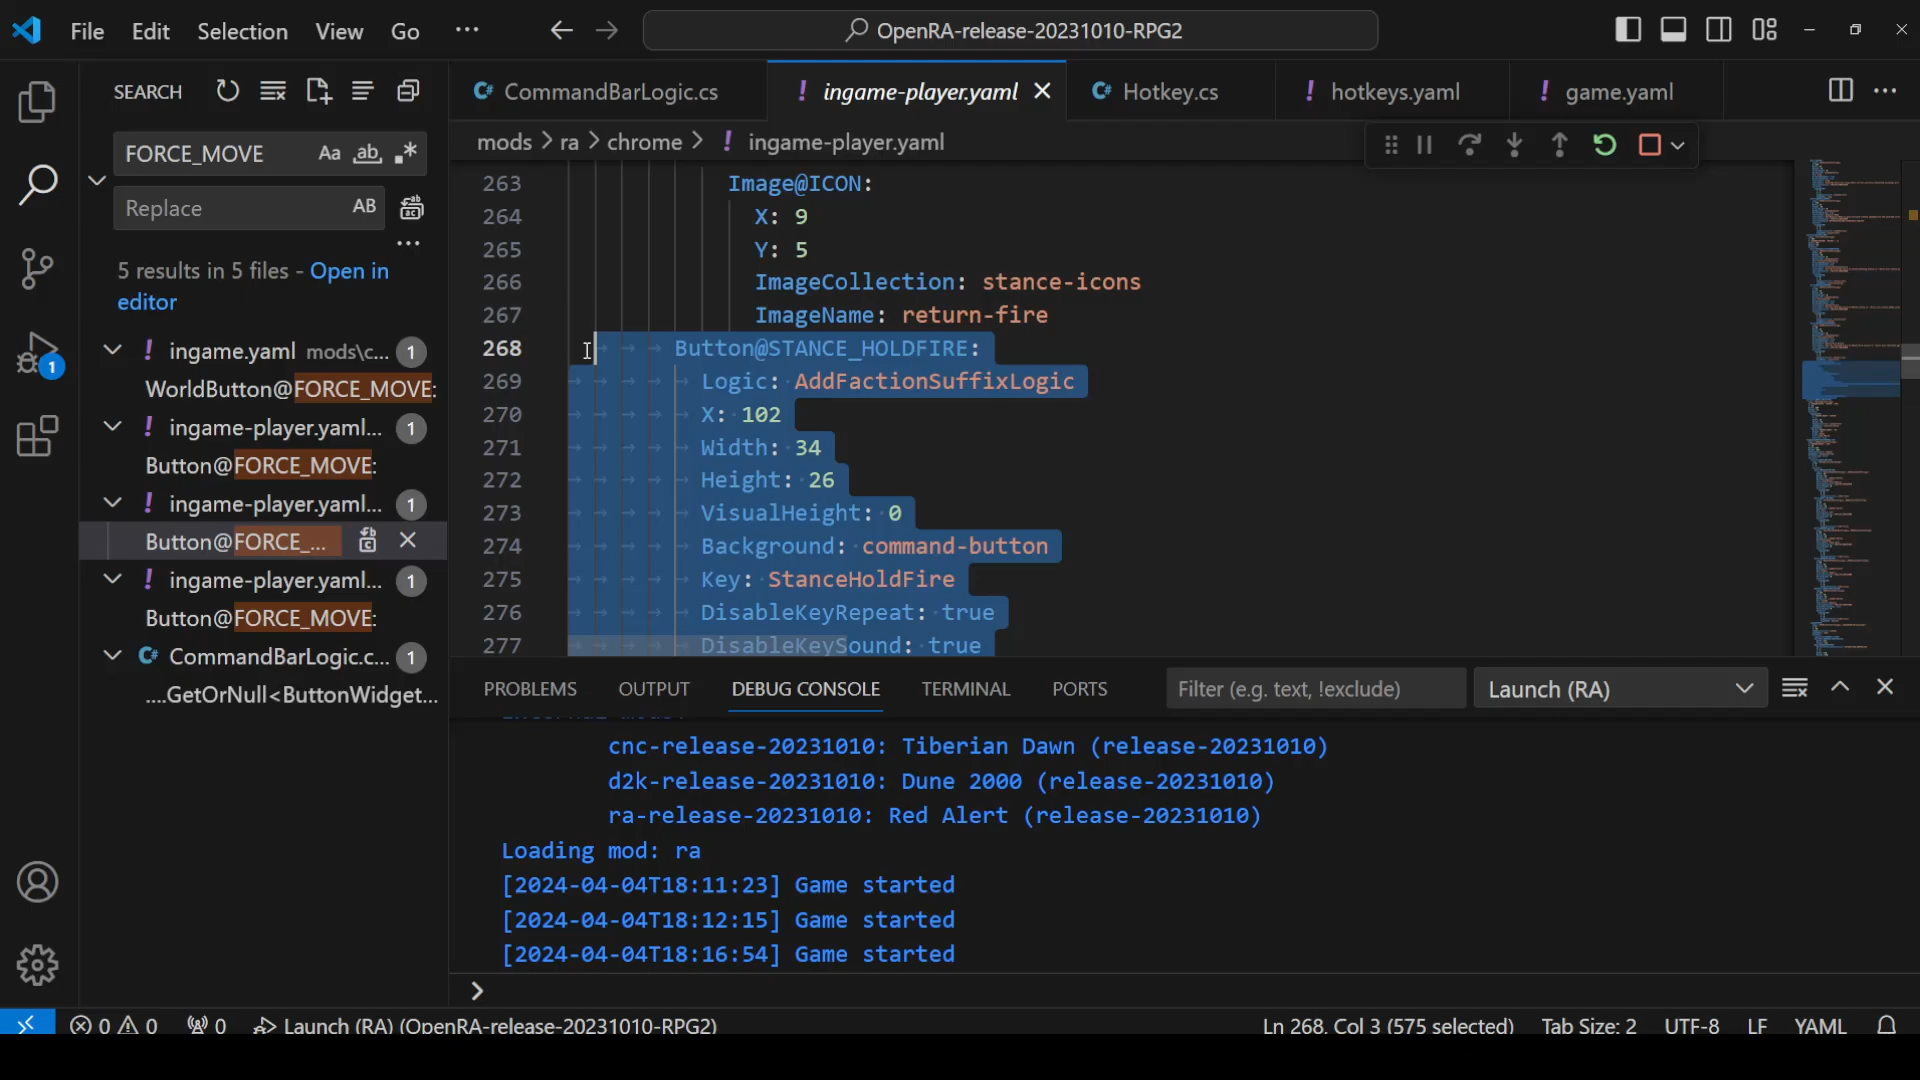 File Edit Selection View Go ··· OpenRA-release-20231010-RPG2
SEARCH
CommandBarLogic.cs ingame-player.yaml Hotkey.cs hotkeys.yaml game.yaml
mods > ra > chrome > ! ingame-player.yaml
FORCE_MOVE Aa ab
Replace AB
5 results in 5 files - Open in
editor
ingame.yaml mods\c... 1
WorldButton@FORCE_MOVE:
ingame-player.yaml... 1
Button@FORCE_MOVE:
ingame-player.yaml... 1
Button@FORCE_...
ingame-player.yaml... 1
Button@FORCE_MOVE:
CommandBarLogic.c... 1
....GetOrNull<ButtonWidget...
1
263 Image@ICON:
264 X: 9
265 Y: 5
266 ImageCollection: stance-icons
267 ImageName: return-fire
268 Button@STANCE_HOLDFIRE:
269 Logic: AddFactionSuffixLogic
270 X: 102
271 Width: 34
272 Height: 26
273 VisualHeight: 0
274 Background: command-button
275 Key: StanceHoldFire
276 DisableKeyRepeat: true
277 DisableKeySound: true
PROBLEMS OUTPUT DEBUG CONSOLE TERMINAL PORTS Filter (e.g. text, !exclude) Launch (RA)
cnc-release-20231010: Tiberian Dawn (release-20231010)
d2k-release-20231010: Dune 2000 (release-20231010)
ra-release-20231010: Red Alert (release-20231010)
Loading mod: ra
[2024-04-04T18:11:23] Game started
[2024-04-04T18:12:15] Game started
[2024-04-04T18:16:54] Game started
0 0 0 Launch (RA) (OpenRA-release-20231010-RPG2) Ln 268, Col 3 (575 selected) Tab Size: 2 UTF-8 LF YAML